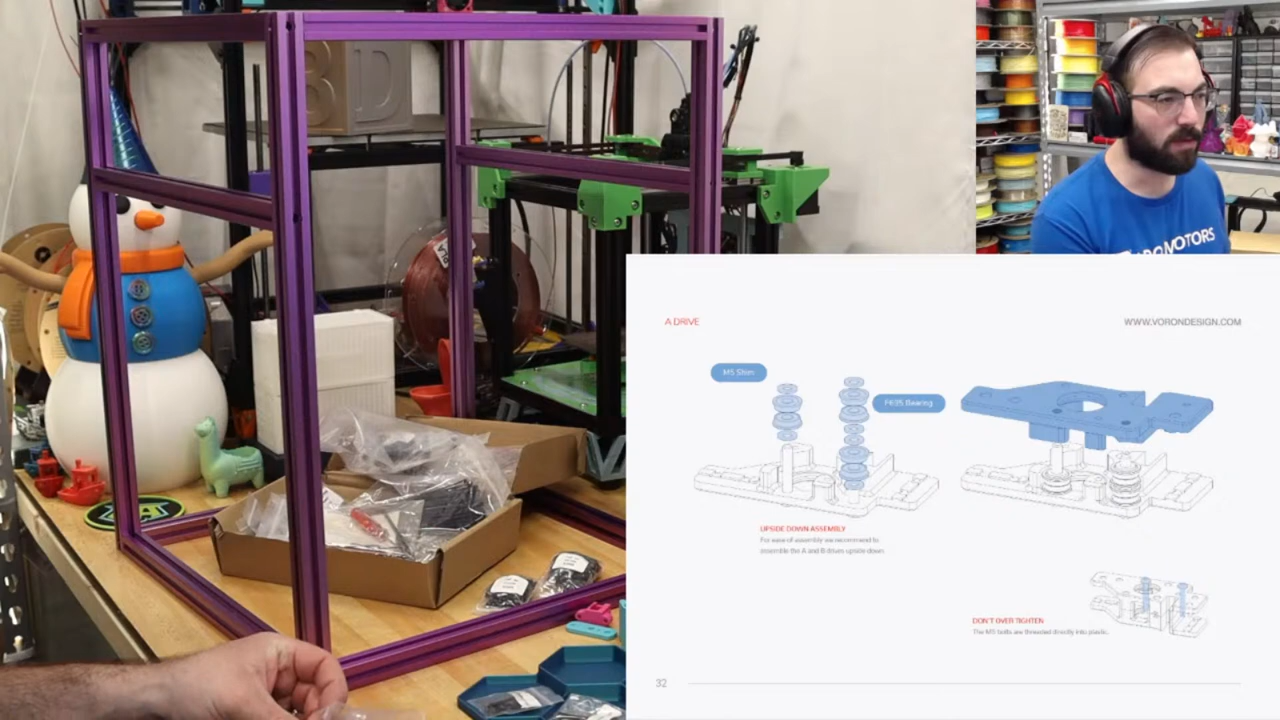 A DRIVE
WWW.VORONDESIGN.COM
M5 Shim
F695 Bearing
UPSIDE DOWN ASSEMBLY
For ease of assembly we recommend to
assemble the A and B drives upside down.
DON'T OVER TIGHTEN
The M5 bolts are threaded directly into plastic.
32
PLA